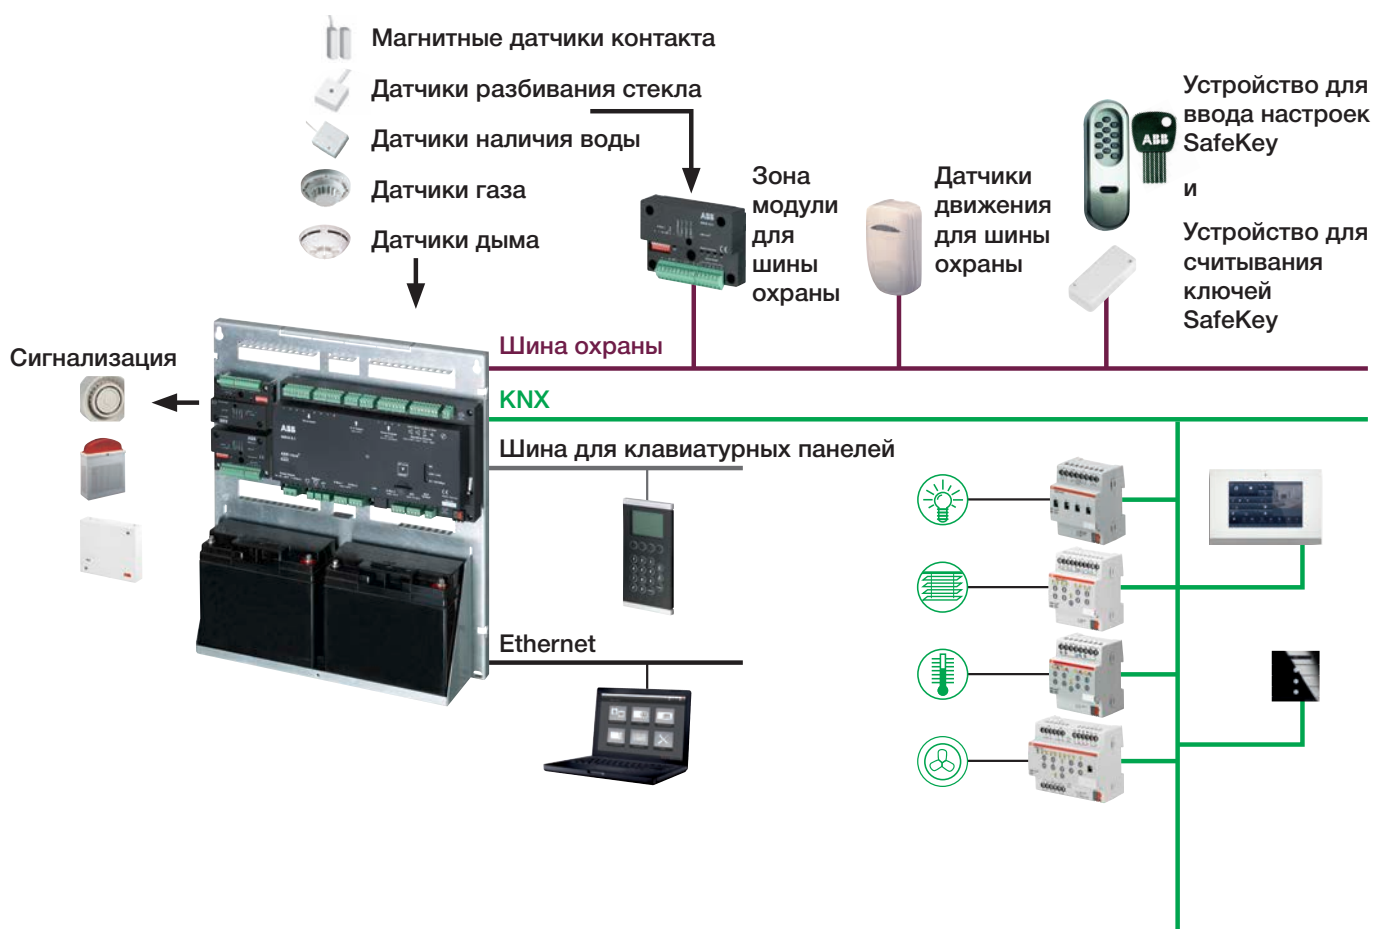 Магнитные датчики контакта
Датчики разбивания стекла
Датчики наличия воды
Датчики газа
Датчики дыма
Зона
модули
для
шины
охраны
ABB
Датчики
движения
для шины
охраны
Устройство для
ввода настроек
SafeKey
ABB
и
Устройство для
считывания
ключей
SafeKey
Сигнализация
Шина охраны
KNX
Шина для клавиатурных панелей
Ethernet
ABB